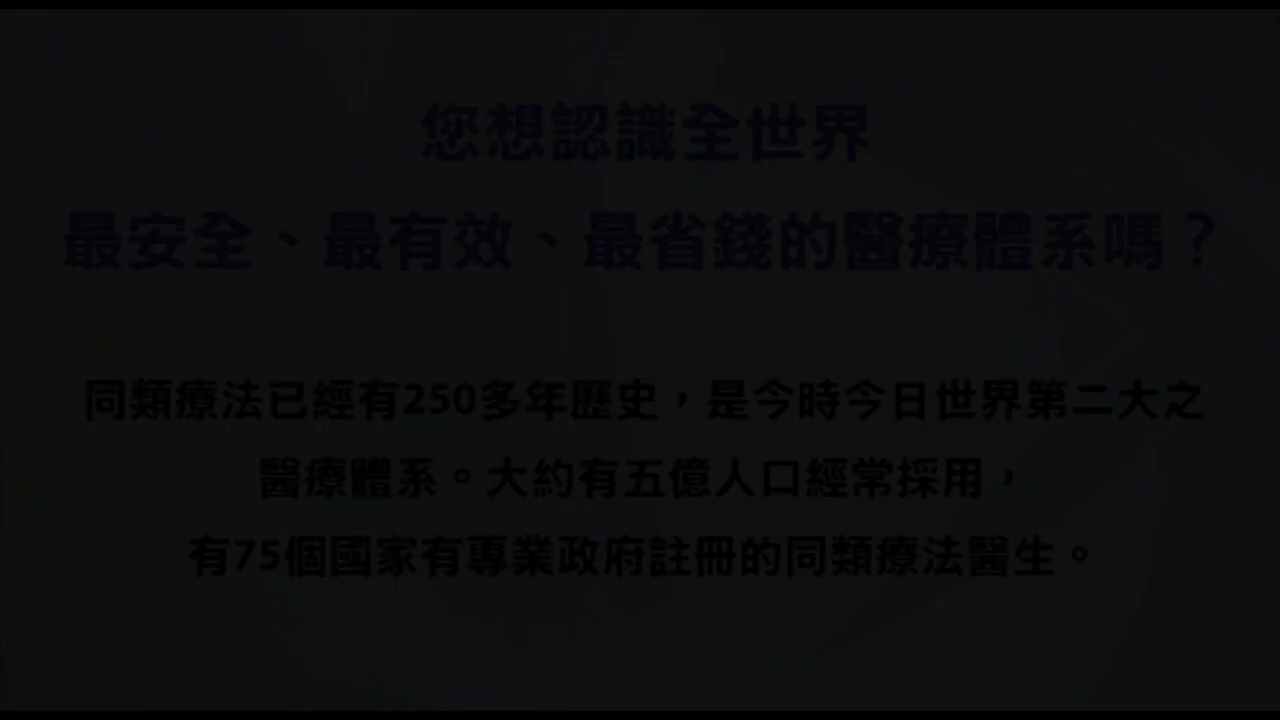 您想認識全世界
最安全、最有效、最省錢的醫療體系嗎？
同類療法已經有250多年歷史，是今時今日世界第二大之
醫療體系。大約有五億人口經常採用，
有75個國家有專業政府註冊的同類療法醫生。